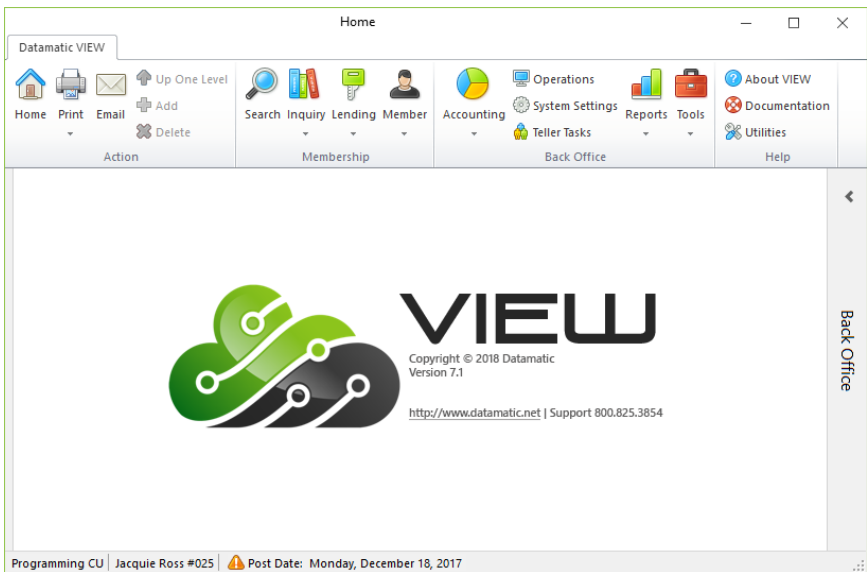 Home
Datamatic VIEW
Home Print Email
Up One Level
Add
Delete
Action
Search Inquiry Lending Member
Membership
Accounting
Operations
System Settings
Teller Tasks
Reports Tools
Back Office
About VIEW
Documentation
Utilities
Help
VIEW
Copyright © 2018 Datamatic
Version 7.1
http://www.datamatic.net | Support 800.825.3854
Back Office
Programming CU Jacquie Ross #025 Post Date: Monday, December 18, 2017